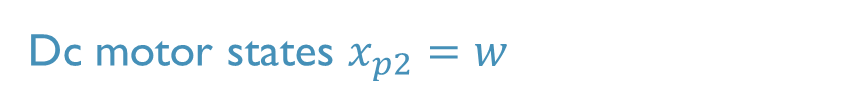 Dc motor states $x_{p2} = w$